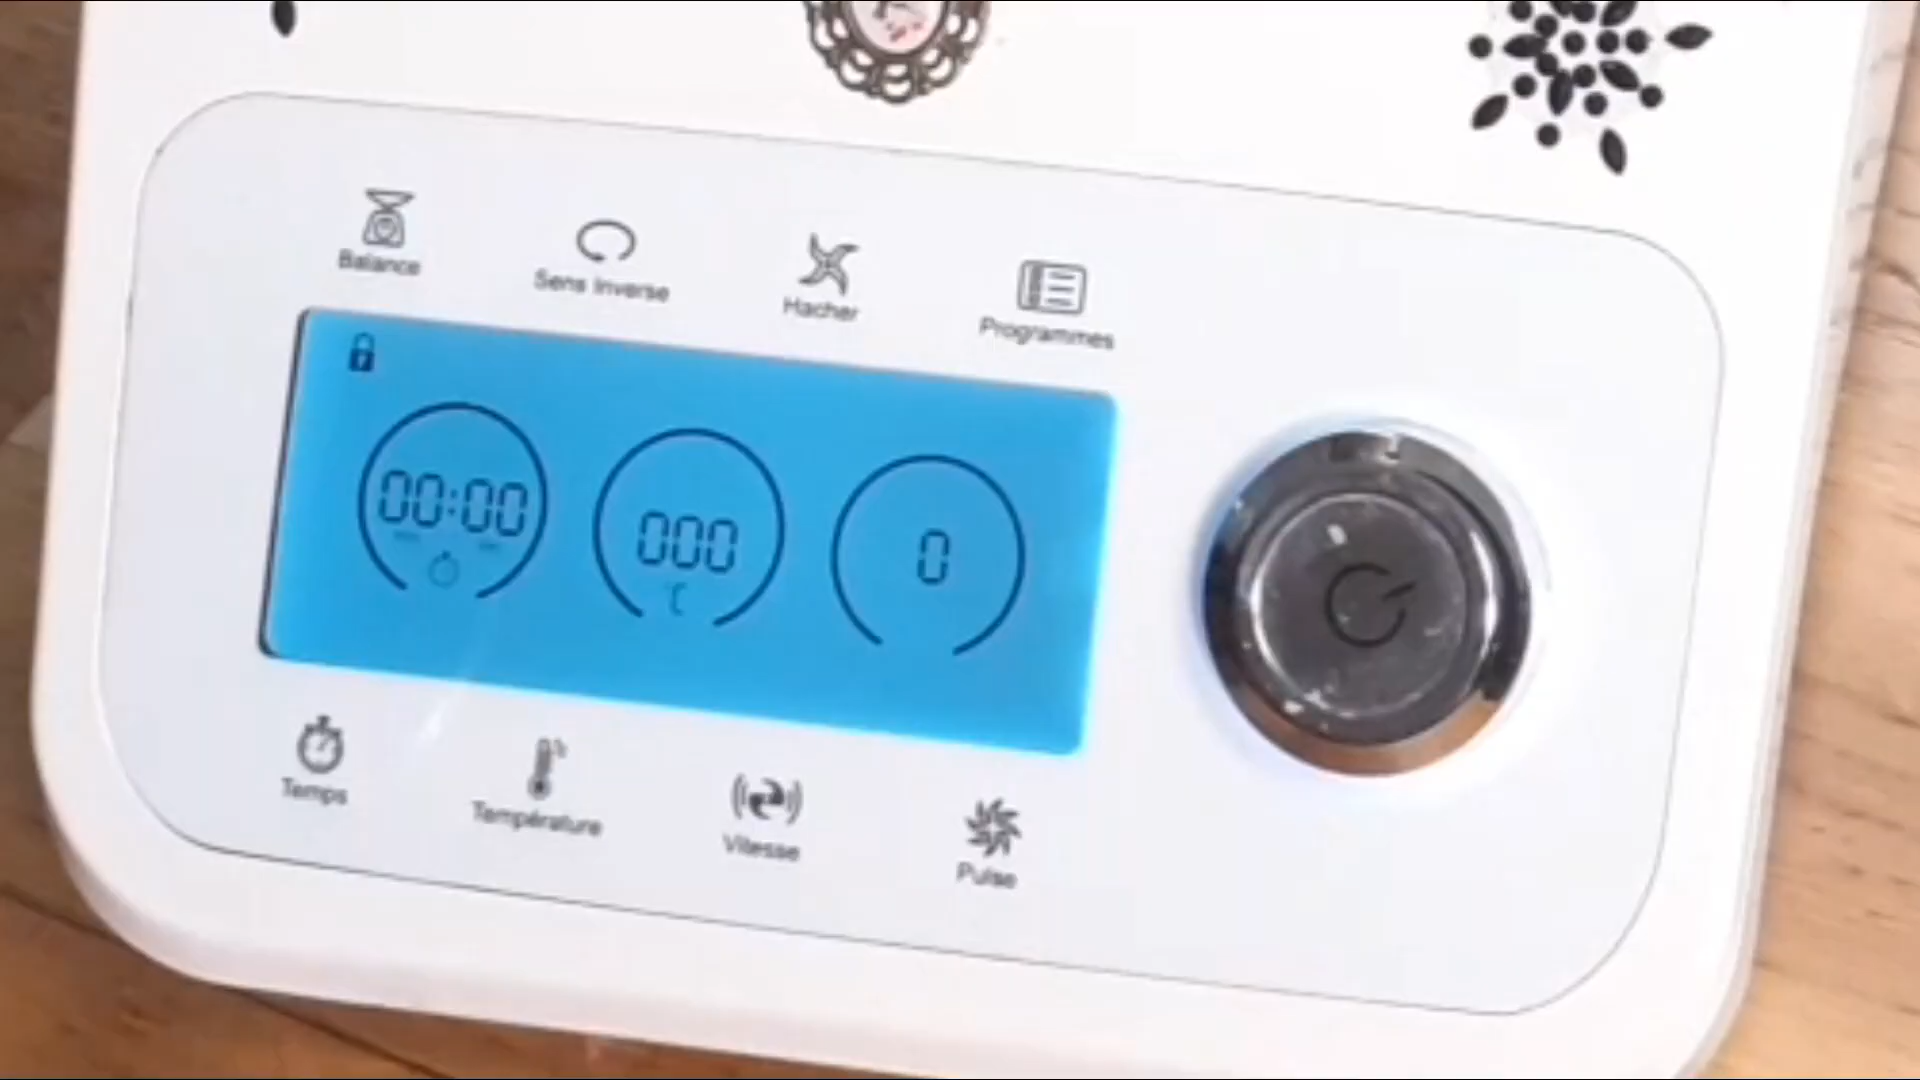 Balance
Sens Inverse
Hacher
Programmes
00:00
000
°C
0
Temps
Température
Vitesse
Pulse